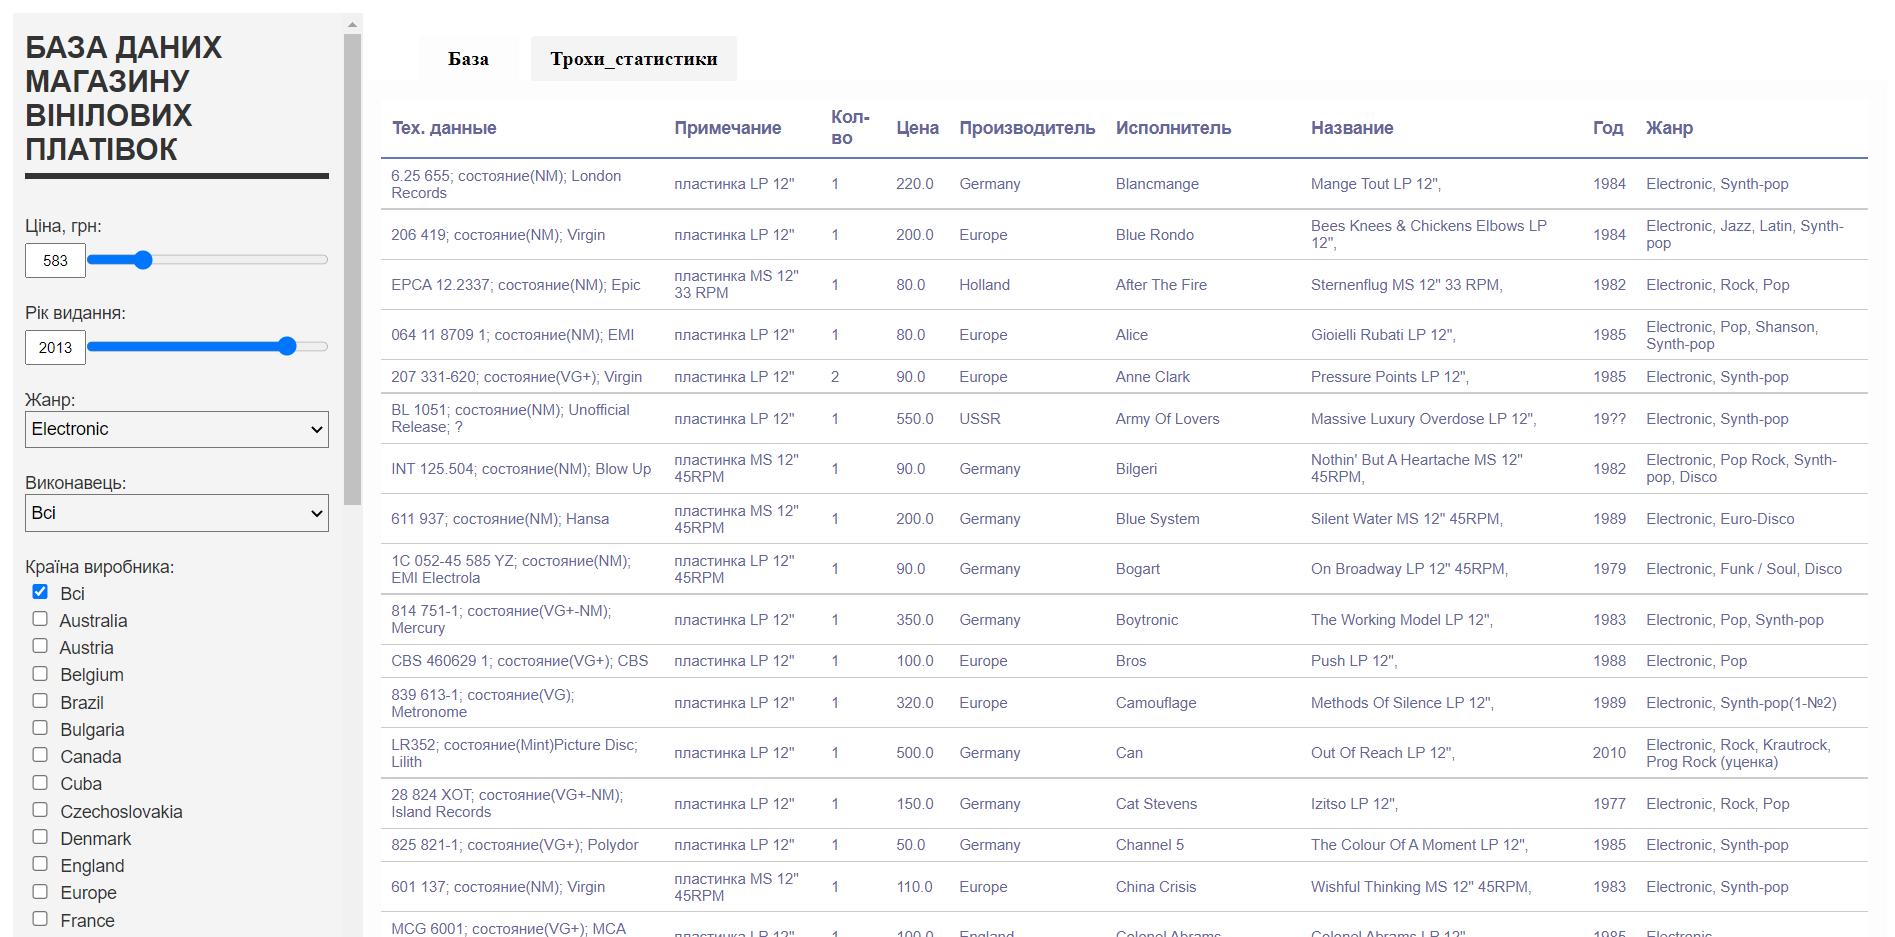 БАЗА ДАНИХ
МАГАЗИНУ
ВІНІЛОВИХ
ПЛАТІВОК
Ціна, грн:
583
Рік видання:
2013
Жанр:
Electronic
Виконавець:
Всі
Країна виробника:
Всі
Australia
Austria
Belgium
Brazil
Bulgaria
Canada
Cuba
Czechoslovakia
Denmark
England
Europe
France
База Трохи_статистики
Тех. данные Примечание Кол-во Цена Производитель Исполнитель Название Год Жанр
6.25 655; состояние(NM); London Records пластинка LP 12" 1 220.0 Germany Blancmange Mange Tout LP 12", 1984 Electronic, Synth-pop
206 419; состояние(NM); Virgin пластинка LP 12" 1 200.0 Europe Blue Rondo Bees Knees & Chickens Elbows LP 12", 1984 Electronic, Jazz, Latin, Synth-pop
EPCA 12.2337; состояние(NM); Epic пластинка MS 12" 33 RPM 1 80.0 Holland After The Fire Sternenflug MS 12" 33 RPM, 1982 Electronic, Rock, Pop
064 11 8709 1; состояние(NM); EMI пластинка LP 12" 1 80.0 Europe Alice Gioielli Rubati LP 12", 1985 Electronic, Pop, Shanson, Synth-pop
207 331-620; состояние(VG+); Virgin пластинка LP 12" 2 90.0 Europe Anne Clark Pressure Points LP 12", 1985 Electronic, Synth-pop
BL 1051; состояние(NM); Unofficial Release; ? пластинка LP 12" 1 550.0 USSR Army Of Lovers Massive Luxury Overdose LP 12", 19?? Electronic, Synth-pop
INT 125.504; состояние(NM); Blow Up пластинка MS 12" 45RPM 1 90.0 Germany Bilgeri Nothin' But A Heartache MS 12" 45RPM, 1982 Electronic, Pop Rock, Synth-pop, Disco
611 937; состояние(NM); Hansa пластинка MS 12" 45RPM 1 200.0 Germany Blue System Silent Water MS 12" 45RPM, 1989 Electronic, Euro-Disco
1C 052-45 585 YZ; состояние(NM); EMI Electrola пластинка LP 12" 45RPM 1 90.0 Germany Bogart On Broadway LP 12" 45RPM, 1979 Electronic, Funk / Soul, Disco
814 751-1; состояние(VG+-NM); Mercury пластинка LP 12" 1 350.0 Germany Boytronic The Working Model LP 12", 1983 Electronic, Pop, Synth-pop
CBS 460629 1; состояние(VG+); CBS пластинка LP 12" 1 100.0 Europe Bros Push LP 12", 1988 Electronic, Pop
839 613-1; состояние(VG); Metronome пластинка LP 12" 1 320.0 Europe Camouflage Methods Of Silence LP 12", 1989 Electronic, Synth-pop(1-№2)
LR352; состояние(Mint)Picture Disc; Lilith пластинка LP 12" 1 500.0 Germany Can Out Of Reach LP 12", 2010 Electronic, Rock, Krautrock, Prog Rock (уценка)
28 824 XOT; состояние(VG+-NM); Island Records пластинка LP 12" 1 150.0 Germany Cat Stevens Izitso LP 12", 1977 Electronic, Rock, Pop
825 821-1; состояние(VG+); Polydor пластинка LP 12" 1 50.0 Germany Channel 5 The Colour Of A Moment LP 12", 1985 Electronic, Synth-pop
601 137; состояние(NM); Virgin пластинка MS 12" 45RPM 1 110.0 Europe China Crisis Wishful Thinking MS 12" 45RPM, 1983 Electronic, Synth-pop
MCG 6001; состояние(VG+); MCA пластинка LP 12" 1 100.0 England Colonel Abrams Colonel Abrams LP 12", 1985 Electronic,